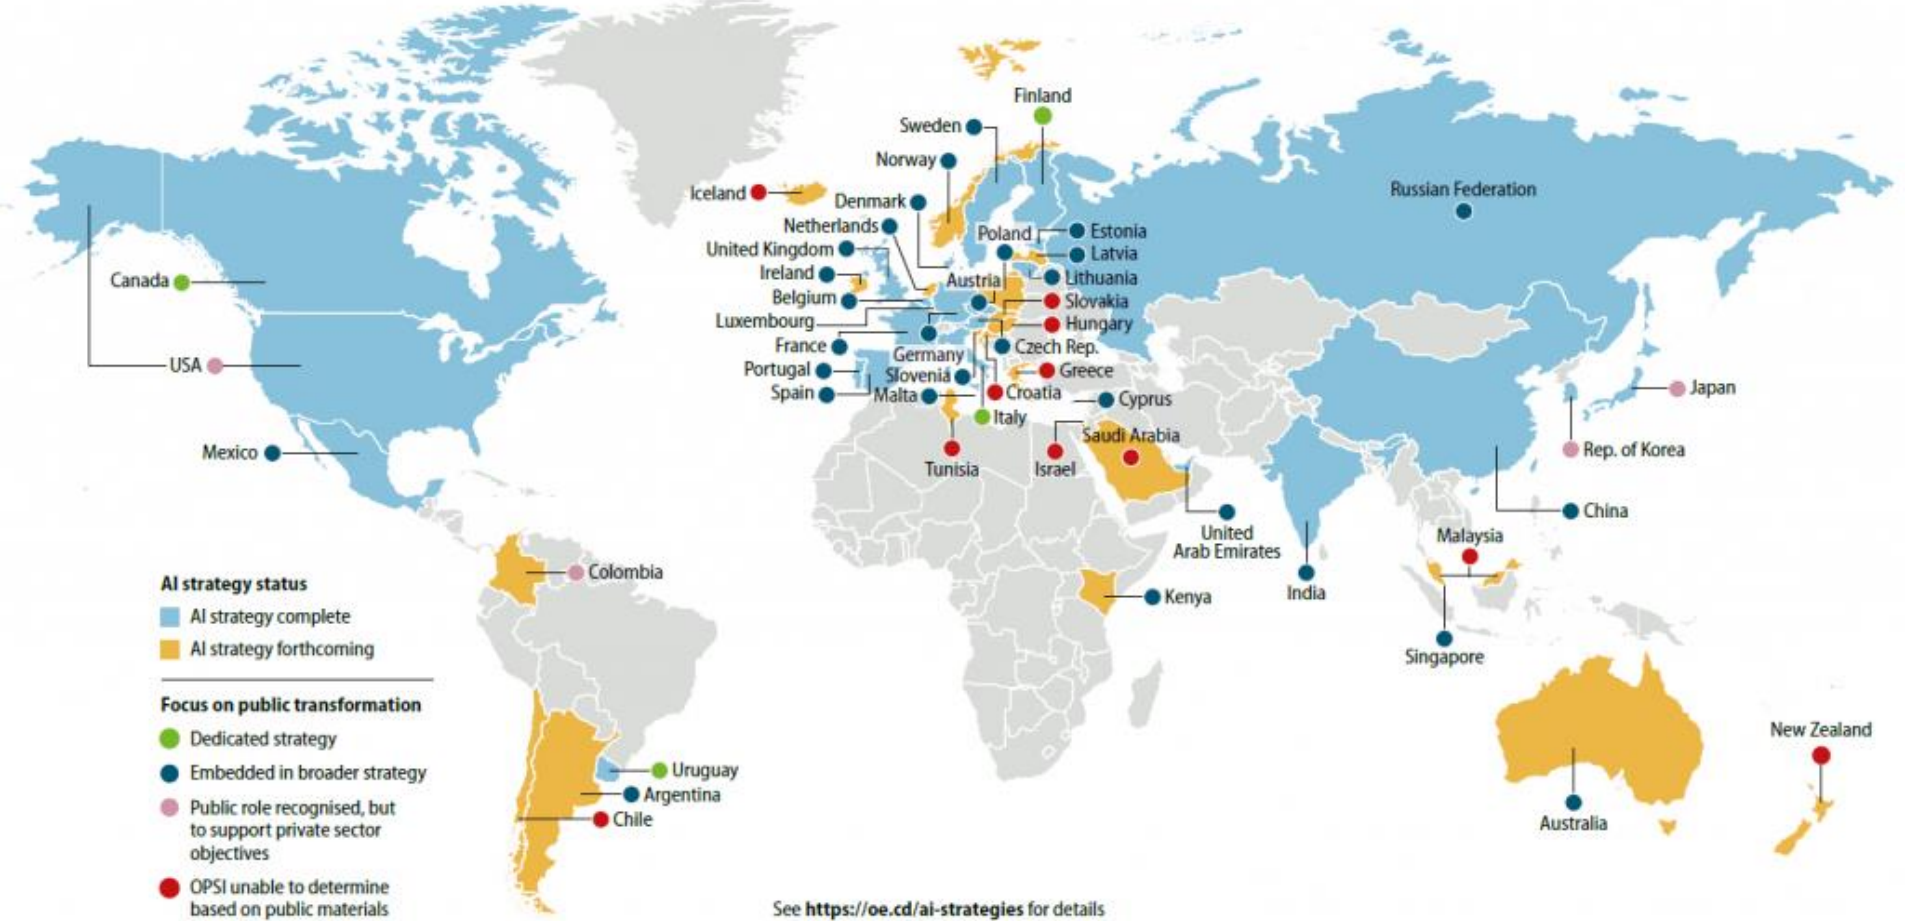 Finland
Sweden
Norway
Iceland
Denmark
Russian Federation
Netherlands
Poland
Estonia
United Kingdom
Latvia
Canada
Ireland
Austria
Lithuania
Belgium
Slovakia
Luxembourg
Hungary
France
Germany
Czech Rep.
USA
Portugal
Slovenia
Greece
Japan
Spain
Malta
Croatia
Cyprus
Italy
Saudi Arabia
Mexico
Rep. of Korea
Tunisia
Israel
China
United
Arab Emirates
Malaysia
Colombia
India
Kenya
Singapore
New Zealand
Uruguay
Argentina
Chile
Australia
AI strategy status
AI strategy complete
AI strategy forthcoming
Focus on public transformation
Dedicated strategy
Embedded in broader strategy
Public role recognised, but
to support private sector
objectives
OPSI unable to determine
based on public materials
See https://oe.cd/ai-strategies for details